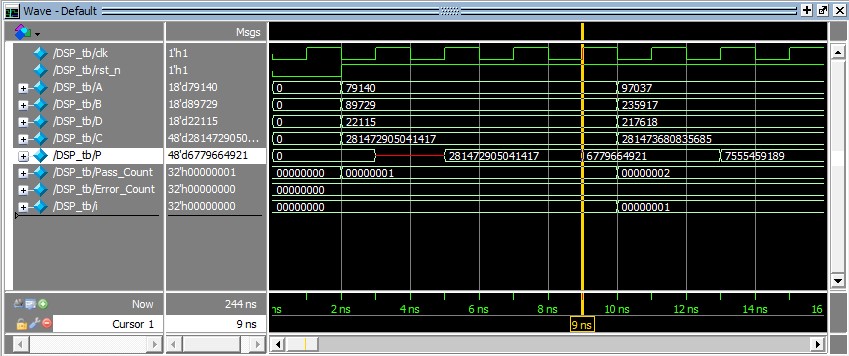 Wave - Default
Msgs
/DSP_tb/clk 1'h1
/DSP_tb/rst_n 1'h1
/DSP_tb/A 18'd79140 0 79140 97037
/DSP_tb/B 18'd89729 0 89729 235917
/DSP_tb/D 18'd22115 0 22115 217618
/DSP_tb/C 48'd2814729050... 0 281472905041417 281473680835685
/DSP_tb/P 48'd6779664921 0 281472905041417 6779664921 7555459189
/DSP_tb/Pass_Count 32'h00000001 00000000 00000001 00000002
/DSP_tb/Error_Count 32'h00000000 00000000
/DSP_tb/i 32'h00000000 00000000 00000001
Now 244 ns ns 2 ns 4 ns 6 ns 8 ns 10 ns 12 ns 14 ns 16
Cursor 1 9 ns 9 ns